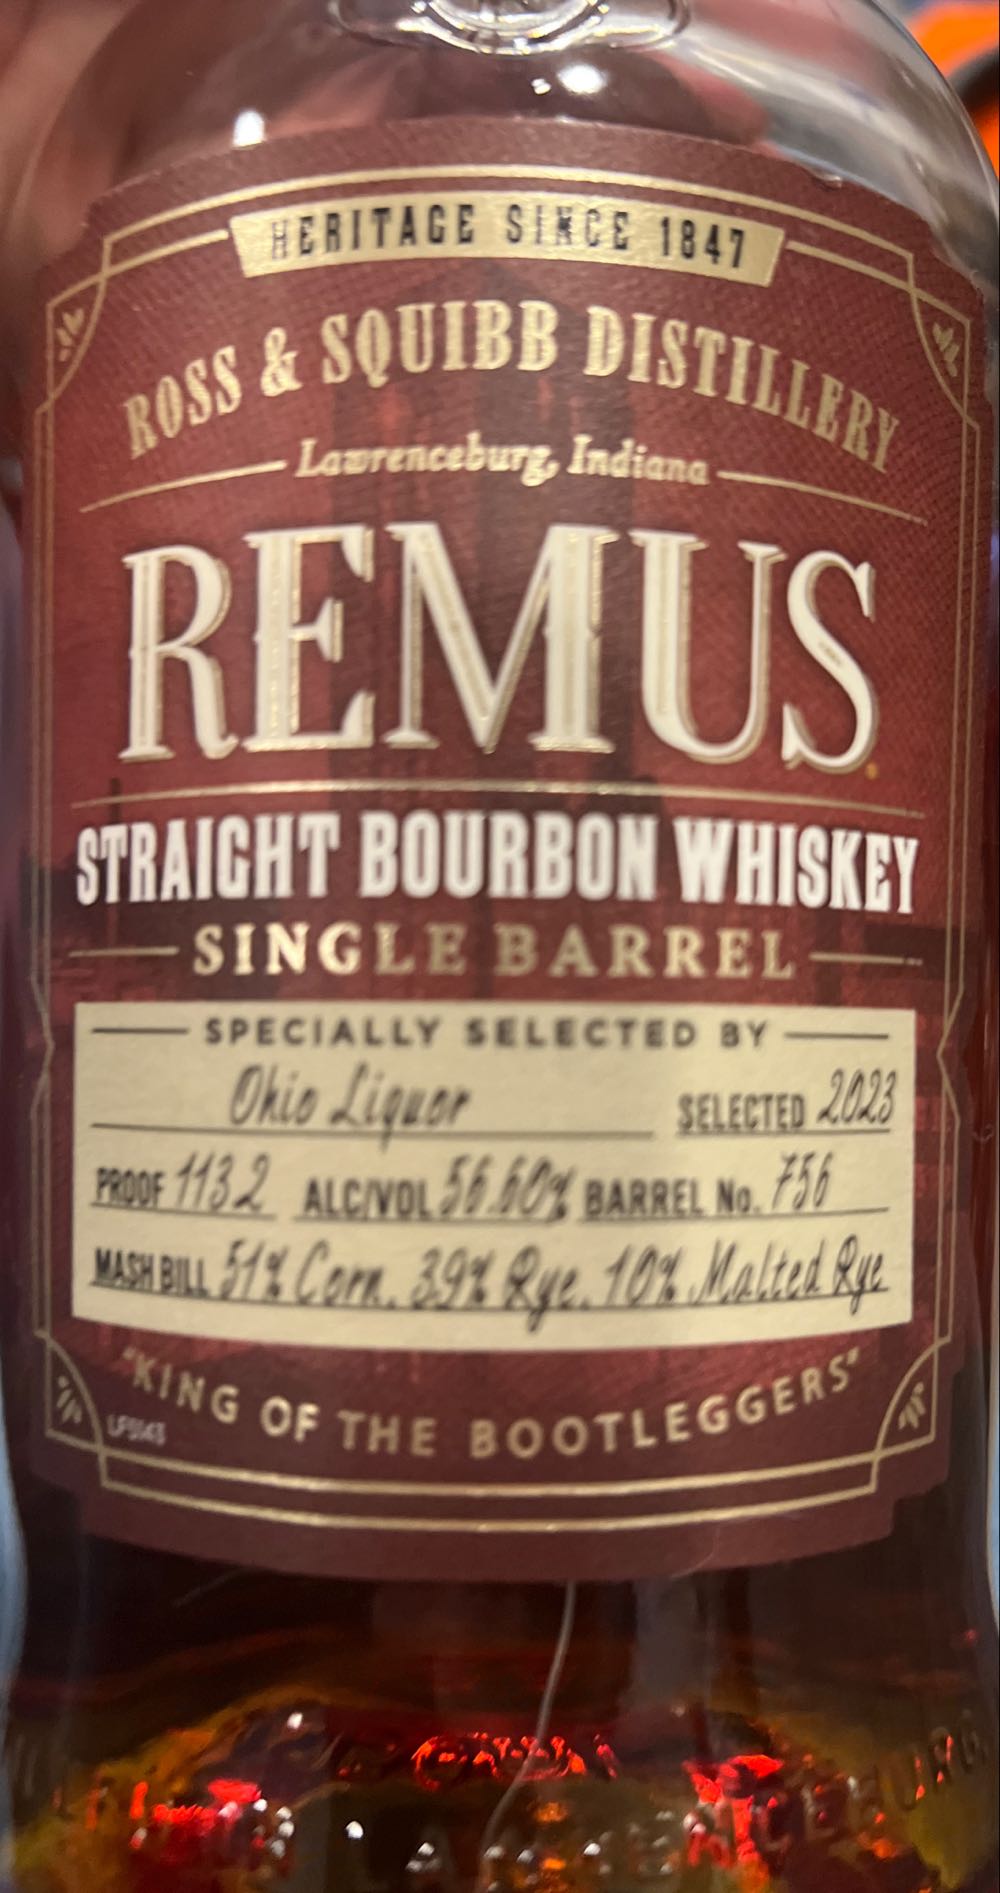 HERITAGE SINCE 1847
ROSS & SQUIBB DISTILLERY
Lawrenceburg, Indiana
REMUS
STRAIGHT BOURBON WHISKEY
SINGLE BARREL
SPECIALLY SELECTED BY
Ohio Liquor SELECTED 2023
PROOF 113.2 ALC/VOL 56.60% BARREL No. 756
MASH BILL 51% Corn, 39% Rye, 10% Malted Rye
"KING OF THE BOOTLEGGERS"